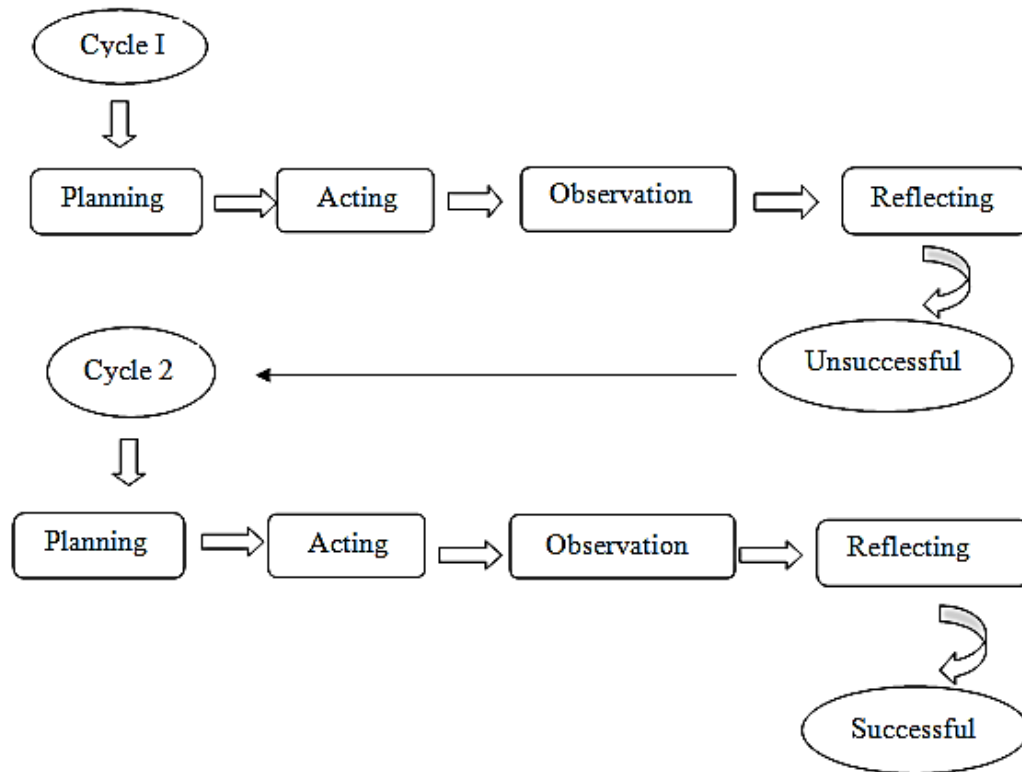 Cycle I
Planning
Acting
Observation
Reflecting
Unsuccessful
Cycle 2
Planning
Acting
Observation
Reflecting
Successful